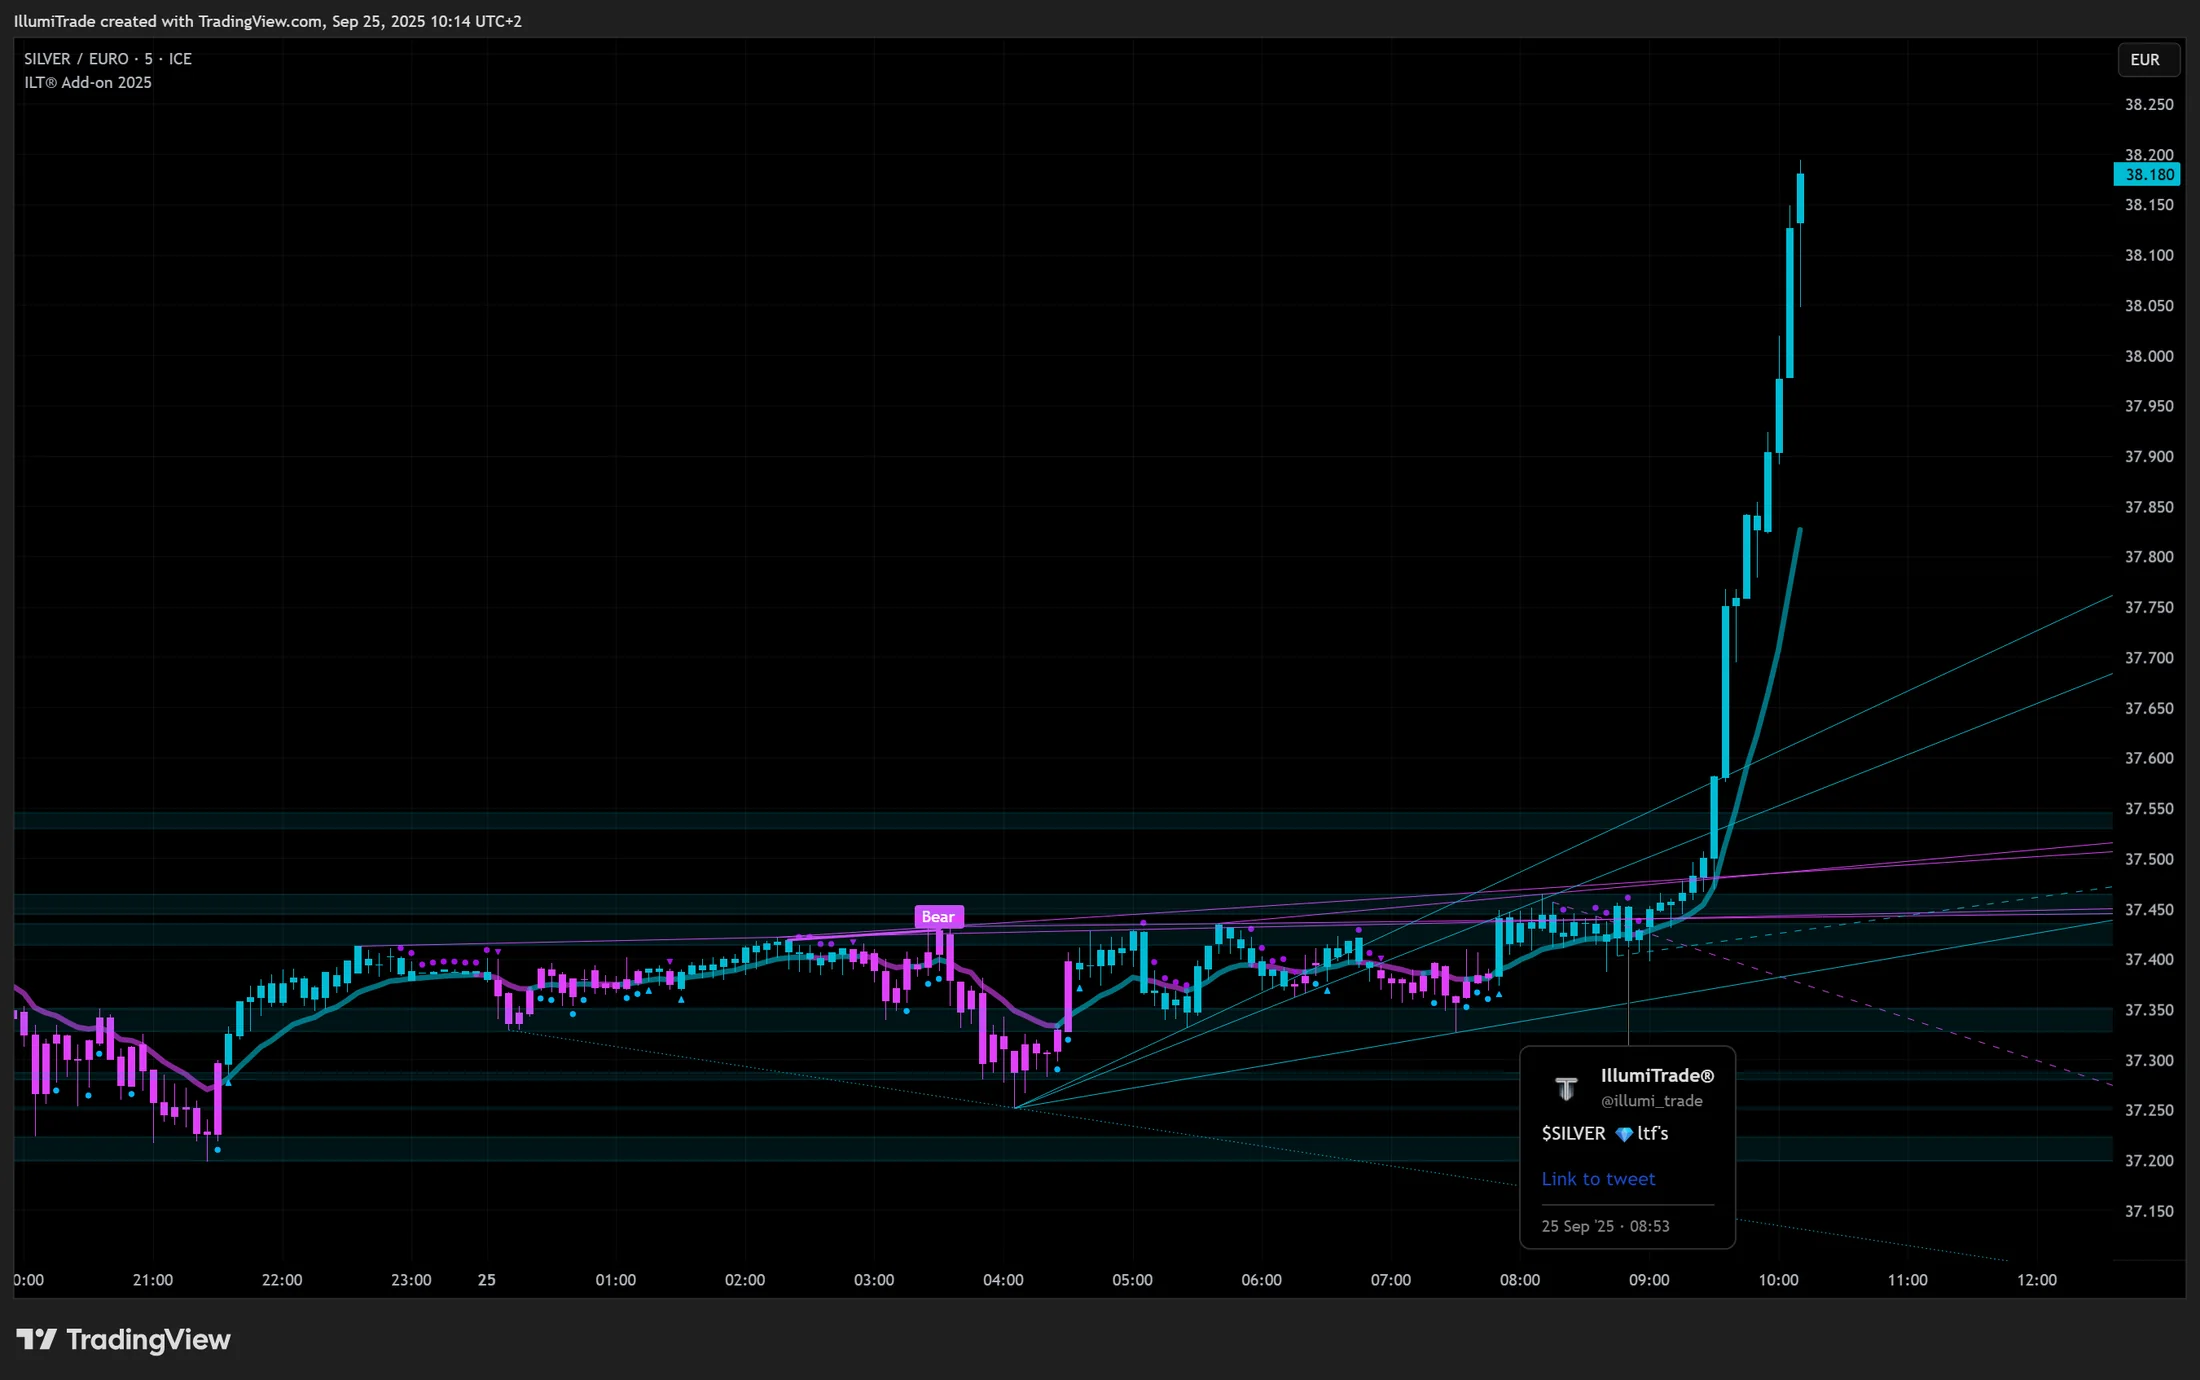 IllumiTrade created with TradingView.com, Sep 25, 2025 10:14 UTC+2
SILVER / EURO · 5 · ICE
ILT® Add-on 2025
EUR
38.250
38.200
38.180
38.150
38.100
38.050
38.000
37.950
37.900
37.850
37.800
37.750
37.700
37.650
37.600
37.550
37.500
37.450
37.400
37.350
37.300
37.250
37.200
37.150
Bear
IllumiTrade®
@illumi_trade
$SILVER 💎 ltf's
Link to tweet
25 Sep '25 · 08:53
0:00 21:00 22:00 23:00 25 01:00 02:00 03:00 04:00 05:00 06:00 07:00 08:00 09:00 10:00 11:00 12:00
TradingView